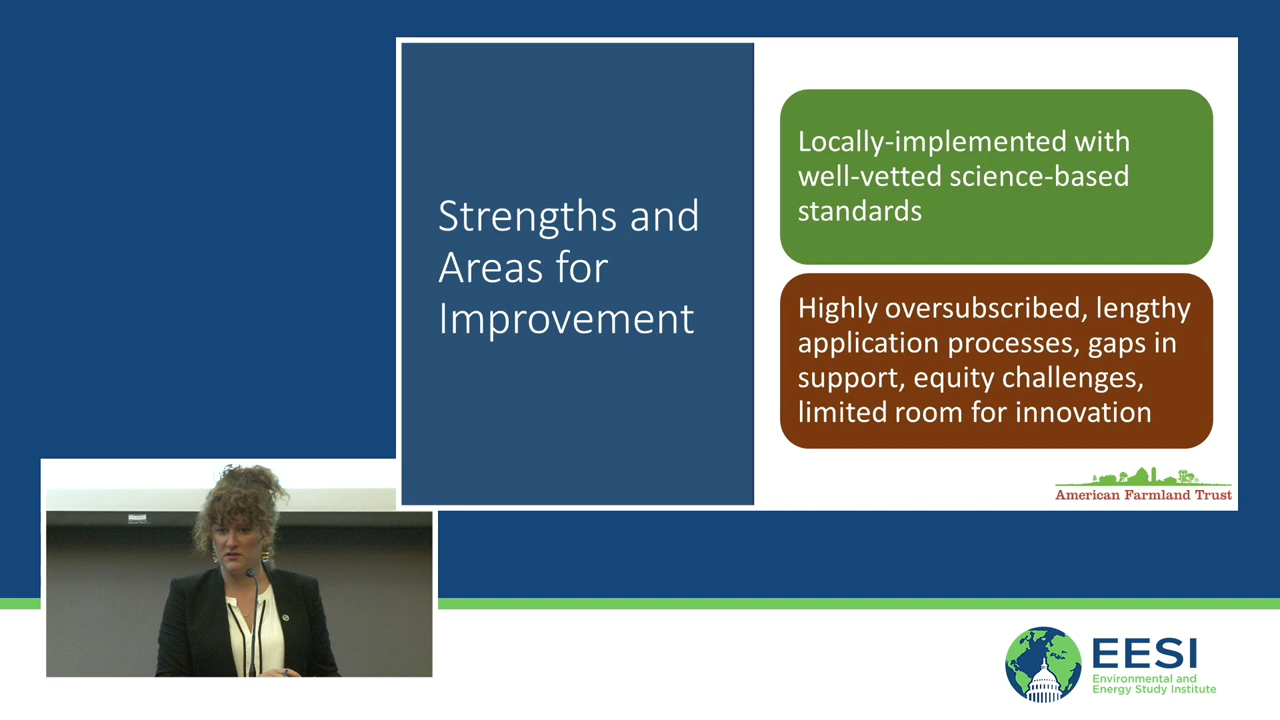 Strengths and
Areas for
Improvement
Locally-implemented with
well-vetted science-based
standards
Highly oversubscribed, lengthy
application processes, gaps in
support, equity challenges,
limited room for innovation
American Farmland Trust
EESI
Environmental and
Energy Study Institute